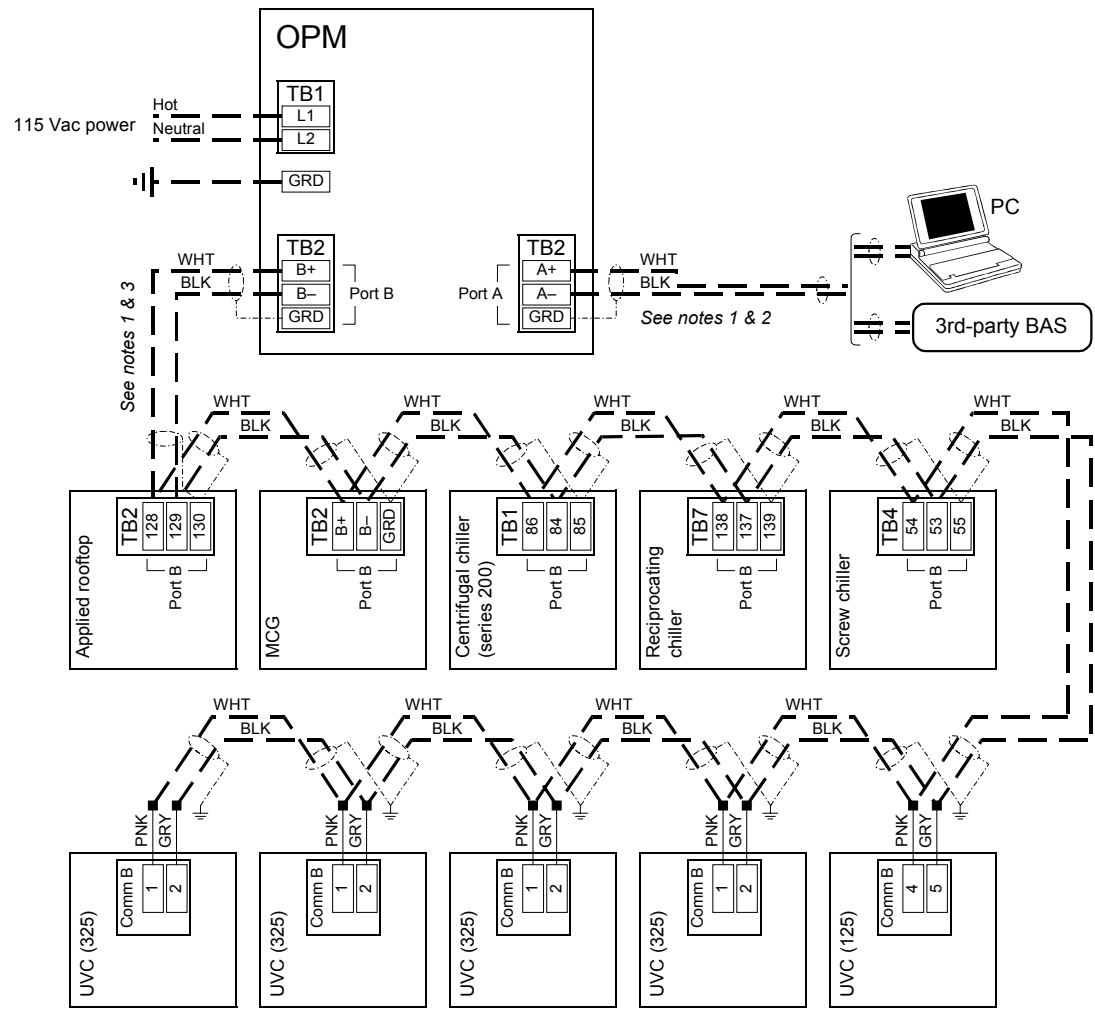 OPM
TB1
L1
L2
GRD
Hot
Neutral
115 Vac power
TB2
B+
B–
GRD
Port B
WHT
BLK
See notes 1 & 3
TB2
A+
A–
GRD
Port A
WHT
BLK
See notes 1 & 2
PC
3rd-party BAS
WHT
BLK
WHT
BLK
WHT
BLK
WHT
BLK
WHT
BLK
Applied rooftop
TB2
128
129
130
Port B
MCG
TB2
B+
B–
GRD
Port B
Centrifugal chiller
(series 200)
TB1
86
84
85
Port B
Reciprocating
chiller
TB7
138
137
139
Port B
Screw chiller
TB4
54
53
55
Port B
WHT
BLK
WHT
BLK
WHT
BLK
WHT
BLK
PNK
GRY
PNK
GRY
PNK
GRY
PNK
GRY
PNK
GRY
UVC (325)
Comm B
1
2
UVC (325)
Comm B
1
2
UVC (325)
Comm B
1
2
UVC (325)
Comm B
1
2
UVC (125)
Comm B
4
5